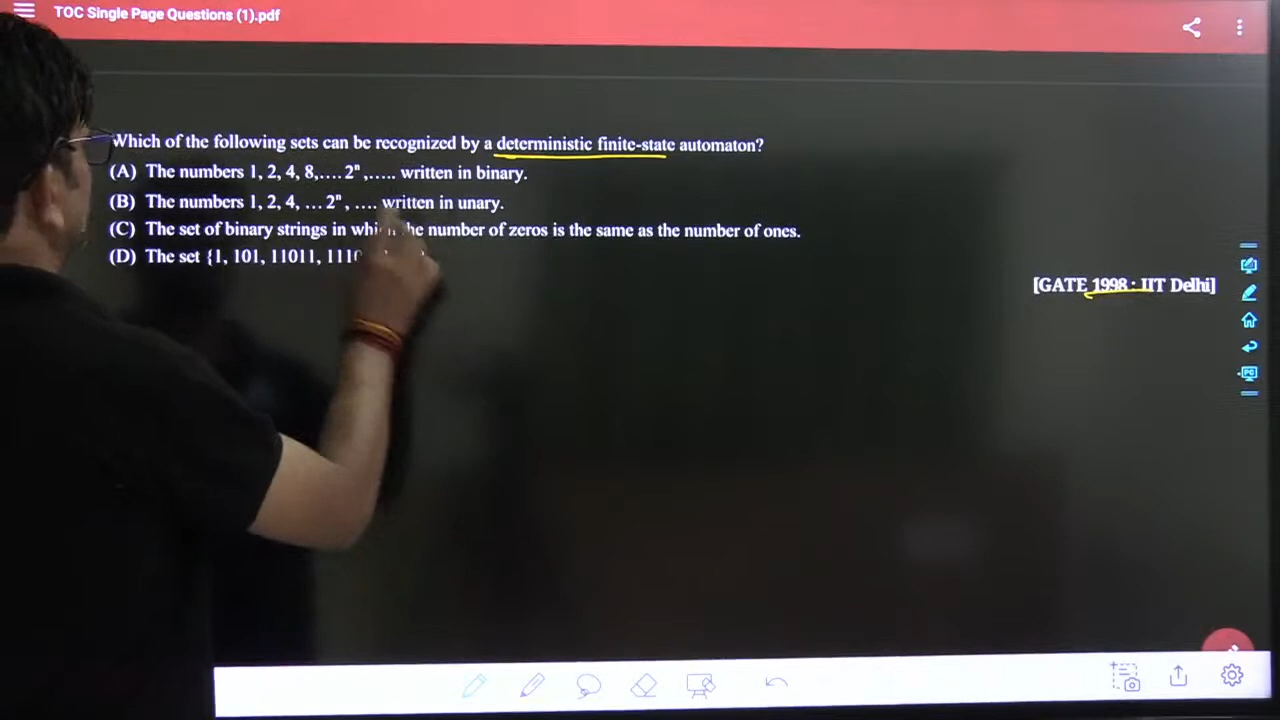 TOC Single Page Questions (1).pdf
Which of the following sets can be recognized by a deterministic finite-state automaton?
(A) The numbers 1, 2, 4, 8,…. 2ⁿ ,….. written in binary.
(B) The numbers 1, 2, 4, … 2ⁿ, …. written in unary.
(C) The set of binary strings in which the number of zeros is the same as the number of ones.
(D) The set {1, 101, 11011,
[GATE 1998 : IIT Delhi]
PC